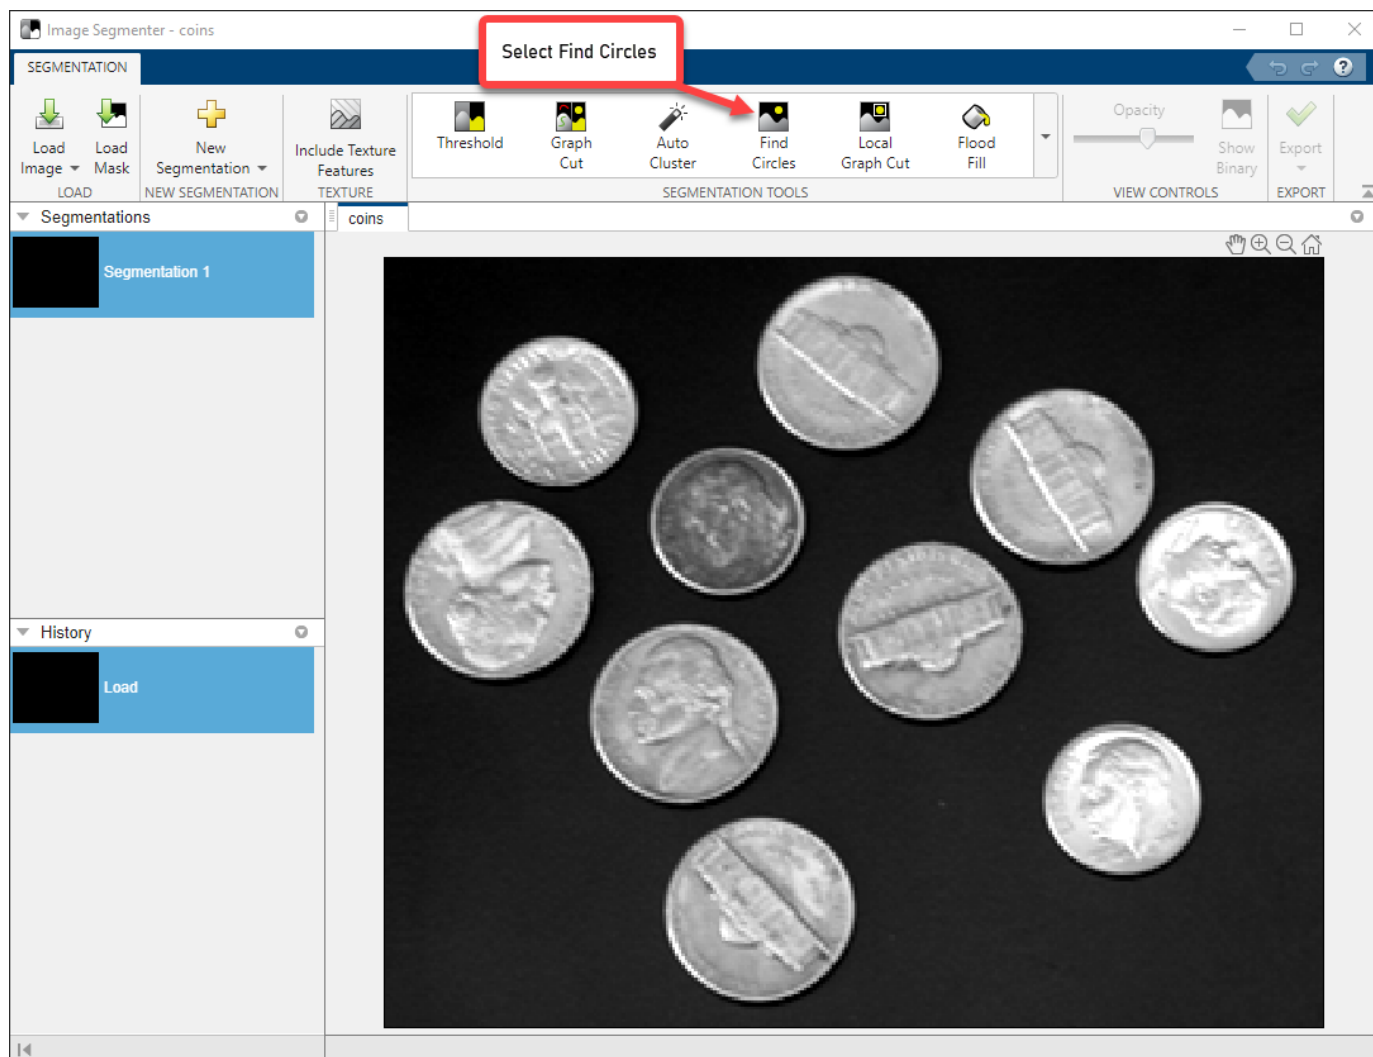 Image Segmenter - coins
Select Find Circles
SEGMENTATION
?
Load
Image
Load
Mask
New
Segmentation
Include Texture
Features
Threshold
Graph
Cut
Auto
Cluster
Find
Circles
Local
Graph Cut
Flood
Fill
Opacity
Show
Binary
Export
LOAD
NEW SEGMENTATION
TEXTURE
SEGMENTATION TOOLS
VIEW CONTROLS
EXPORT
Segmentations
coins
Segmentation 1
History
Load